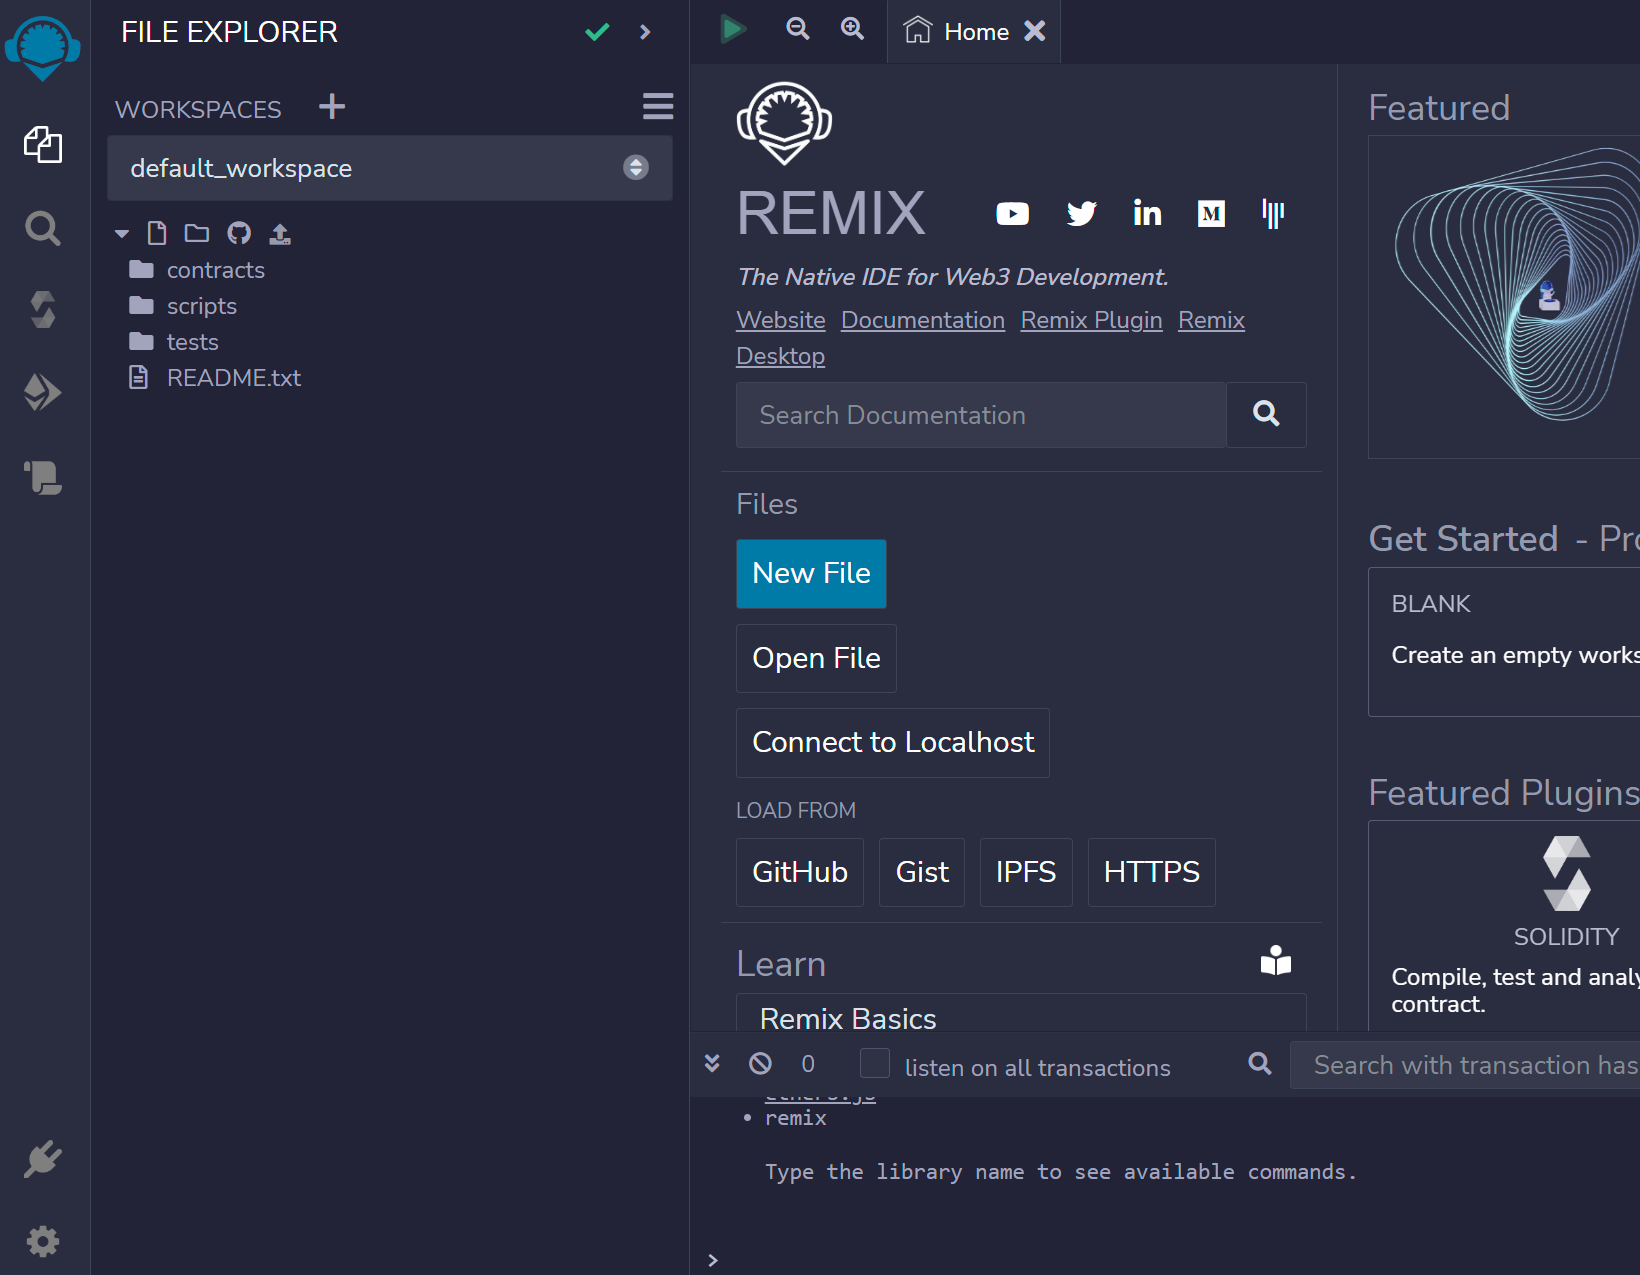 FILE EXPLORER
WORKSPACES
default_workspace
contracts
scripts
tests
README.txt
Home
REMIX
The Native IDE for Web3 Development.
Website Documentation Remix Plugin Remix
Desktop
Search Documentation
Files
New File
Open File
Connect to Localhost
LOAD FROM
GitHub Gist IPFS HTTPS
Learn
Remix Basics
Featured
Get Started - Pro
BLANK
Create an empty works
Featured Plugins
SOLIDITY
Compile, test and analy
contract.
0 listen on all transactions
Search with transaction has
ethers.js
• remix
Type the library name to see available commands.
>